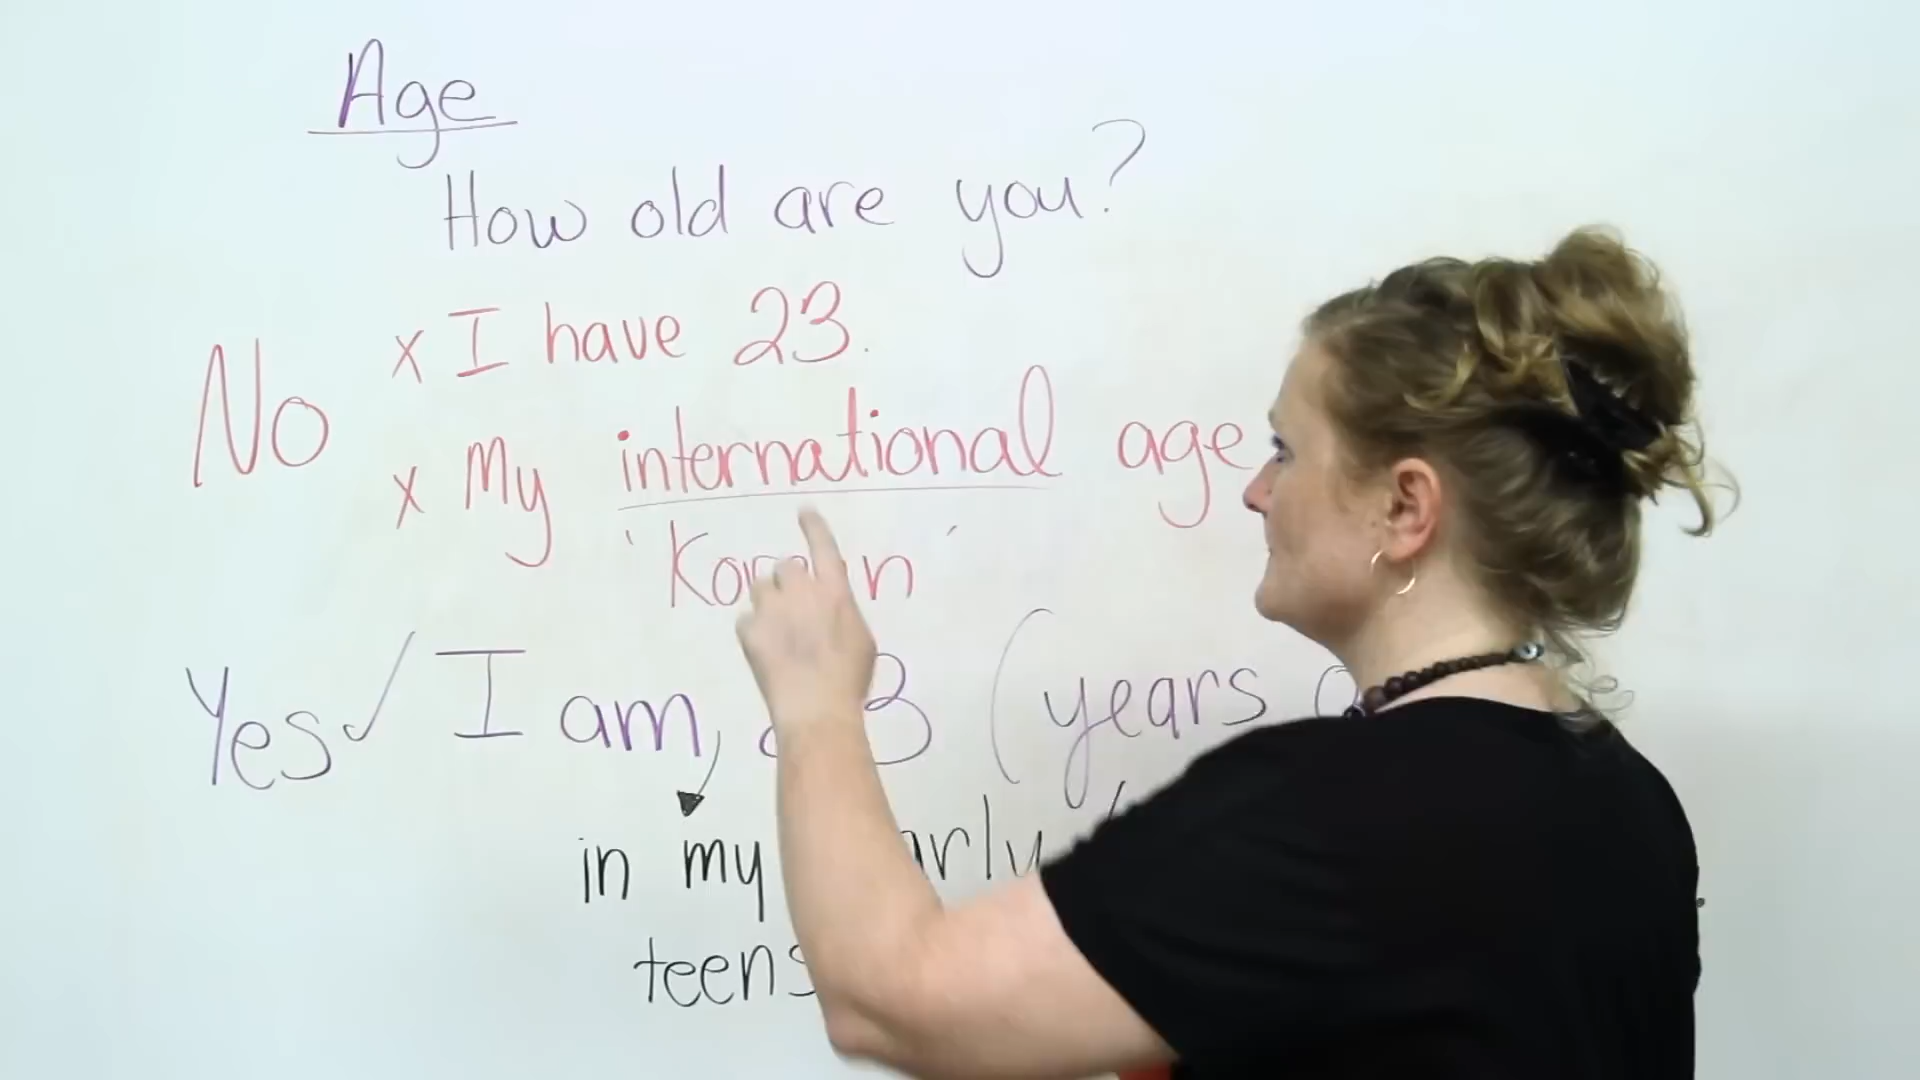 Age
How old are you?
No
x I have 23.
x My international age
'Korean'
Yes ✓ I am 23 (years
in my early
teens